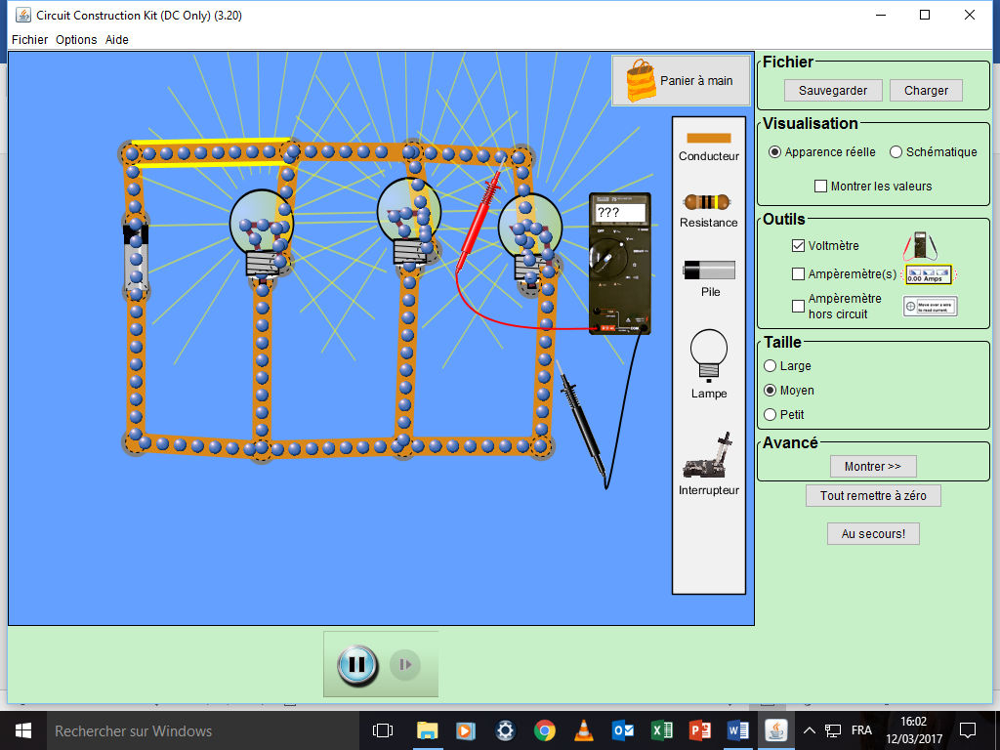 Circuit Construction Kit (DC Only) (3.20)
Fichier Options Aide
Panier à main
Conducteur
Resistance
Pile
Lampe
Interrupteur
???
Fichier
Sauvegarder Charger
Visualisation
Apparence réelle Schématique
Montrer les valeurs
Outils
Voltmètre
Ampèremètre(s)
0.00 Amps
Ampèremètre
hors circuit
Taille
Large
Moyen
Petit
Avancé
Montrer >>
Tout remettre à zéro
Au secours!
Rechercher sur Windows
FRA
16:02
12/03/2017